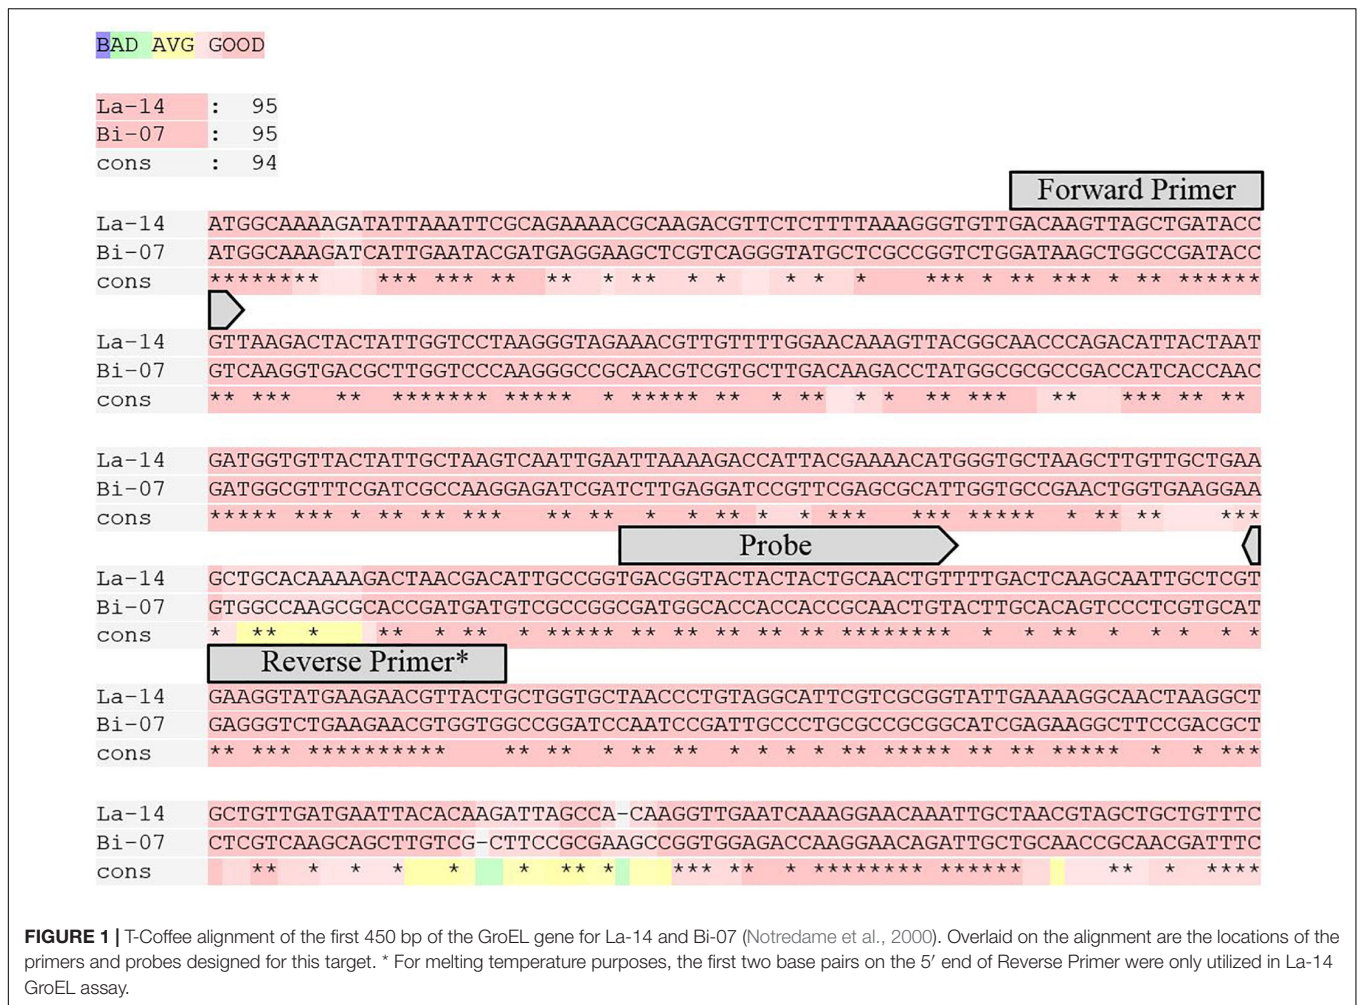 BAD AVG GOOD
La-14 : 95
Bi-07 : 95
cons : 94
Forward Primer
La-14 ATGGCAAAAGATATTAAATTCGCAGAAAACGCAAGACGTTCTCTTTTAAAGGGTGTTGACAAGTTAGCTGATACC
Bi-07 ATGGCAAAGATCATTGAATACGATGAGGAAGCTCGTCAGGGTATGCTCGCCGGTCTGGATAAGCTGGCCGATACC
cons ******** *** *** ** ** * ** * * * * * *** * ** *** * ** ******
La-14 GTTAAGACTACTATTGGTCCTAAGGGTAGAAACGTTGTTTTGGAACAAAGTTACGGCAACCCAGACATTACTAAT
Bi-07 GTCAAGGTGACGCTTGGTCCCAAGGGCCGCAACGTCGTGCTTGACAAGACCTATGGCGCGCCGACCATCACCAAC
cons ** *** ** ******* ***** * ***** ** * ** * * ** *** ** *** ** **
La-14 GATGGTGTTACTATTGCTAAGTCAATTGAATTAAAAGACCATTACGAAAACATGGGTGCTAAGCTTGTTGCTGAA
Bi-07 GATGGCGTTTCGATCGCCAAGGAGATCGATCTTGAGGATCCGTTCGAGCGCATTGGTGCCGAACTGGTGAAGGAA
cons ***** *** * ** ** *** ** ** * * ** * * *** *** ***** * ** ** ***
Probe
La-14 GCTGCACAAAAGACTAACGACATTGCCGGTGACGGTACTACTACTGCAACTGTTTTGACTCAAGCAATTGCTCGT
Bi-07 GTGGCCAAGCGCACCGATGATGTCGCCGGCGATGGCACCACCACCGCAACTGTACTTGCACAGTCCCTCGTGCAT
cons * ** * ** * ** * ***** ** ** ** ** ** ******** * * ** * * * *
Reverse Primer*
La-14 GAAGGTATGAAGAACGTTACTGCTGGTGCTAACCCTGTAGGCATTCGTCGCGGTATTGAAAAGGCAACTAAGGCT
Bi-07 GAGGGTCTGAAGAACGTGGTGGCCGGATCCAATCCGATTGCCCTGCGCCGCGGCATCGAGAAGGCTTCCGACGCT
cons ** *** ********** ** ** * ** ** * * * * ** ***** ** ** ***** * * ***
La-14 GCTGTTGATGAATTACACAAGATTAGCCA-CAAGGTTGAATCAAAGGAACAAATTGCTAACGTAGCTGCTGTTTC
Bi-07 CTCGTCAAGCAGCTTGTCG-CTTCCGCGAAGCCGGTGGAGACCAAGGAACAGATTGCTGCAACCGCAACGATTTC
cons ** * * * * * ** * *** ** * ******** ****** ** * ****
FIGURE 1 | T-Coffee alignment of the first 450 bp of the GroEL gene for La-14 and Bi-07 (Notredame et al., 2000). Overlaid on the alignment are the locations of the
primers and probes designed for this target. * For melting temperature purposes, the first two base pairs on the 5′ end of Reverse Primer were only utilized in La-14
GroEL assay.